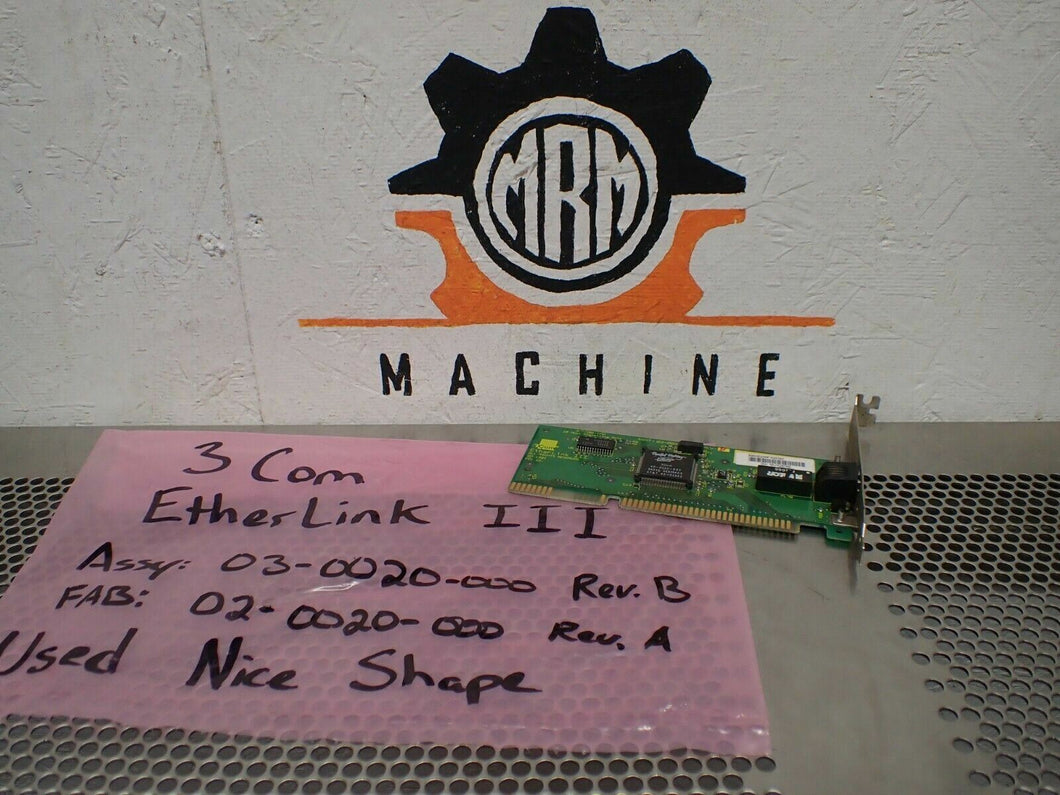 MRM
MACHINE
3 Com
EtherLink III
Assy: 03-0020-000 Rev. B
FAB: 02-0020-000 Rev. A
Used Nice Shape